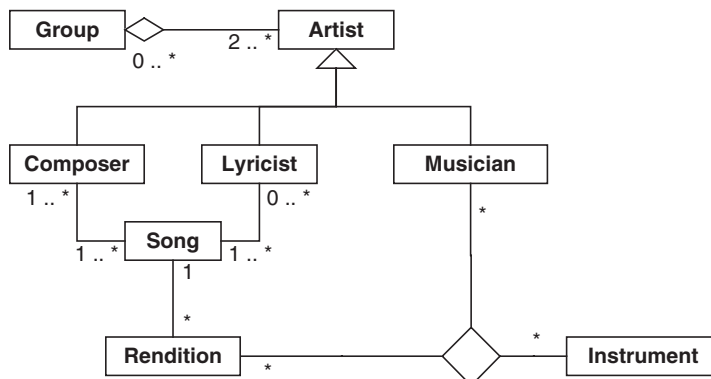 Group
Artist
0 .. *
2 .. *
Composer
Lyricist
Musician
1 .. *
0 .. *
*
Song
1 .. *
1 .. *
1
*
*
Rendition
Instrument
*